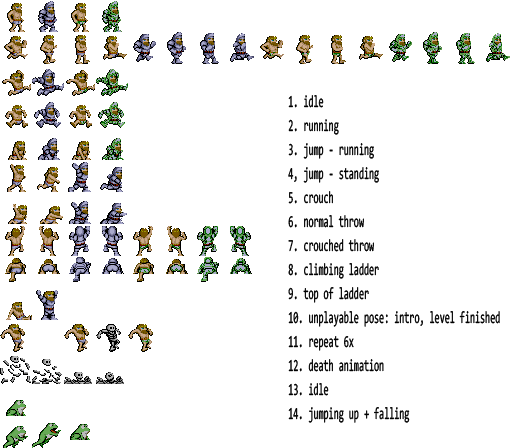 1. idle
2. running
3. jump - running
4, jump - standing
5. crouch
6. normal throw
7. crouched throw
8. climbing ladder
9. top of ladder
10. unplayable pose: intro, level finished
11. repeat 6x
12. death animation
13. idle
14. jumping up + falling